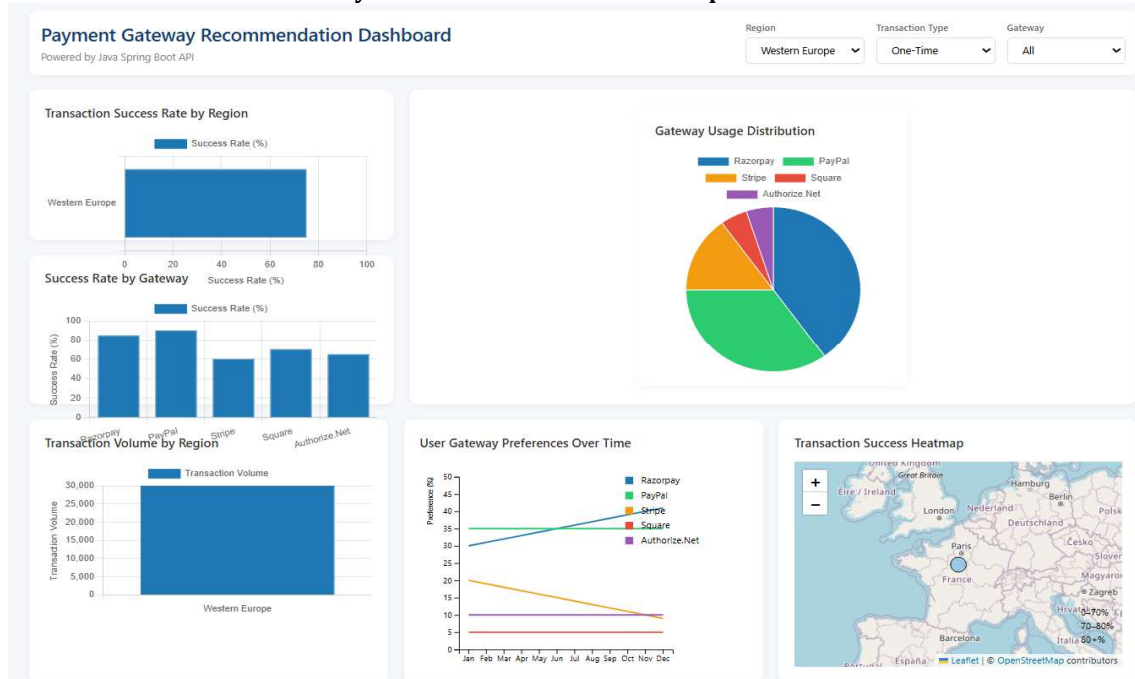 Payment Gateway Recommendation Dashboard
Powered by Java Spring Boot API
Region
Western Europe
Transaction Type
One-Time
Gateway
All
Transaction Success Rate by Region
Success Rate (%)
Western Europe
0 20 40 60 80 100
Success Rate (%)
Gateway Usage Distribution
Razorpay PayPal
Stripe Square
Authorize.Net
Success Rate by Gateway
Success Rate (%)
Success Rate (%)
100
80
60
40
20
0
Razorpay PayPal Stripe Square Authorize.Net
Transaction Volume by Region
Transaction Volume
Transaction Volume
30,000
25,000
20,000
15,000
10,000
5,000
0
Western Europe
User Gateway Preferences Over Time
Preference (%)
50
45
40
35
30
25
20
15
10
5
0
Jan Feb Mar Apr May Jun Jul Aug Sep Oct Nov Dec
Razorpay
PayPal
Stripe
Square
Authorize.Net
Transaction Success Heatmap
+
−
United Kingdom
Great Britain
Éire / Ireland
London
Nederland
Hamburg
Berlin
Polsk
Deutschland
Paris
Česko
Sloven
France
Magyaror
Zagreb
Barcelona
Italia
España
0–70%
70–80%
80+%
Leaflet | © OpenStreetMap contributors